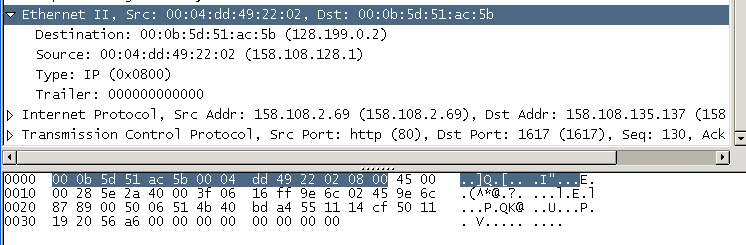 Ethernet II, Src: 00:04:dd:49:22:02, Dst: 00:0b:5d:51:ac:5b
Destination: 00:0b:5d:51:ac:5b (128.199.0.2)
Source: 00:04:dd:49:22:02 (158.108.128.1)
Type: IP (0x0800)
Trailer: 000000000000
Internet Protocol, Src Addr: 158.108.2.69 (158.108.2.69), Dst Addr: 158.108.135.137 (158
Transmission Control Protocol, Src Port: http (80), Dst Port: 1617 (1617), Seq: 130, Ack
0000 00 0b 5d 51 ac 5b 00 04 dd 49 22 02 08 00 45 00 ..]Q.[.. .I"...E.
0010 00 28 5e 2a 40 00 3f 06 16 ff 9e 6c 02 45 9e 6c .(^*@.?. ...l.E.l
0020 87 89 00 50 06 51 4b 40 bd a4 55 11 14 cf 50 11 ...P.QK@ ..U...P.
0030 19 20 56 a6 00 00 00 00 00 00 00 00 . V..... ....